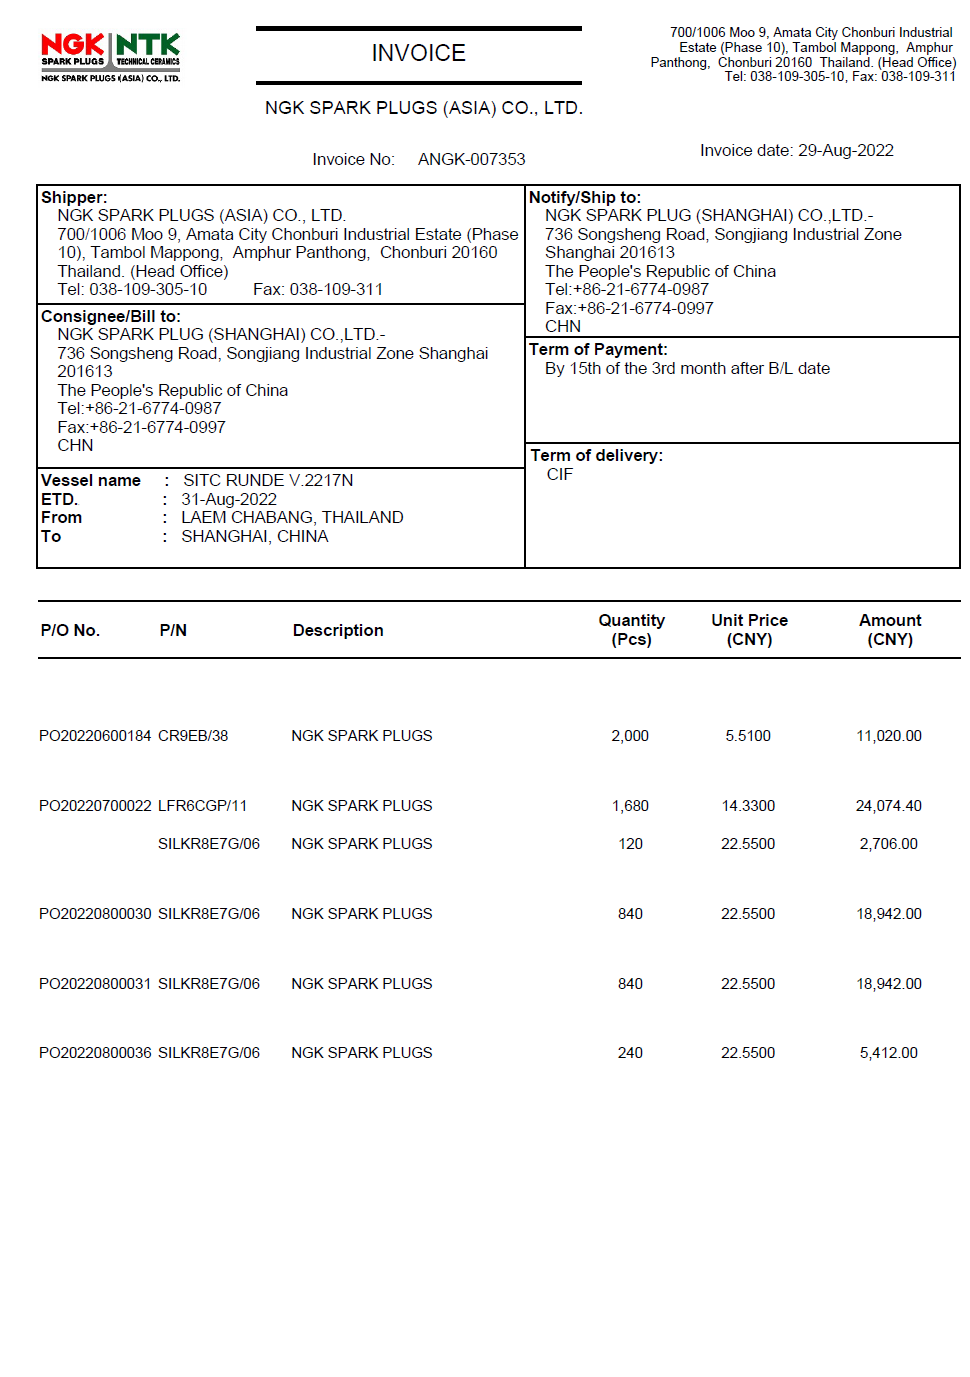 NGK NTK
SPARK PLUGS TECHNICAL CERAMICS
NGK SPARK PLUGS (ASIA) CO., LTD.
INVOICE
700/1006 Moo 9, Amata City Chonburi Industrial
Estate (Phase 10), Tambol Mappong, Amphur
Panthong, Chonburi 20160 Thailand. (Head Office)
Tel: 038-109-305-10, Fax: 038-109-311
NGK SPARK PLUGS (ASIA) CO., LTD.
Invoice No: ANGK-007353
Invoice date: 29-Aug-2022
Shipper:
NGK SPARK PLUGS (ASIA) CO., LTD.
700/1006 Moo 9, Amata City Chonburi Industrial Estate (Phase
10), Tambol Mappong, Amphur Panthong, Chonburi 20160
Thailand. (Head Office)
Tel: 038-109-305-10 Fax: 038-109-311
Consignee/Bill to:
NGK SPARK PLUG (SHANGHAI) CO.,LTD.-
736 Songsheng Road, Songjiang Industrial Zone Shanghai
201613
The People's Republic of China
Tel:+86-21-6774-0987
Fax:+86-21-6774-0997
CHN
Vessel name : SITC RUNDE V.2217N
ETD. : 31-Aug-2022
From : LAEM CHABANG, THAILAND
To : SHANGHAI, CHINA
Notify/Ship to:
NGK SPARK PLUG (SHANGHAI) CO.,LTD.-
736 Songsheng Road, Songjiang Industrial Zone
Shanghai 201613
The People's Republic of China
Tel:+86-21-6774-0987
Fax:+86-21-6774-0997
CHN
Term of Payment:
By 15th of the 3rd month after B/L date
Term of delivery:
CIF
P/O No. P/N Description Quantity (Pcs) Unit Price (CNY) Amount (CNY)
PO20220600184 CR9EB/38 NGK SPARK PLUGS 2,000 5.5100 11,020.00
PO20220700022 LFR6CGP/11 NGK SPARK PLUGS 1,680 14.3300 24,074.40
SILKR8E7G/06 NGK SPARK PLUGS 120 22.5500 2,706.00
PO20220800030 SILKR8E7G/06 NGK SPARK PLUGS 840 22.5500 18,942.00
PO20220800031 SILKR8E7G/06 NGK SPARK PLUGS 840 22.5500 18,942.00
PO20220800036 SILKR8E7G/06 NGK SPARK PLUGS 240 22.5500 5,412.00